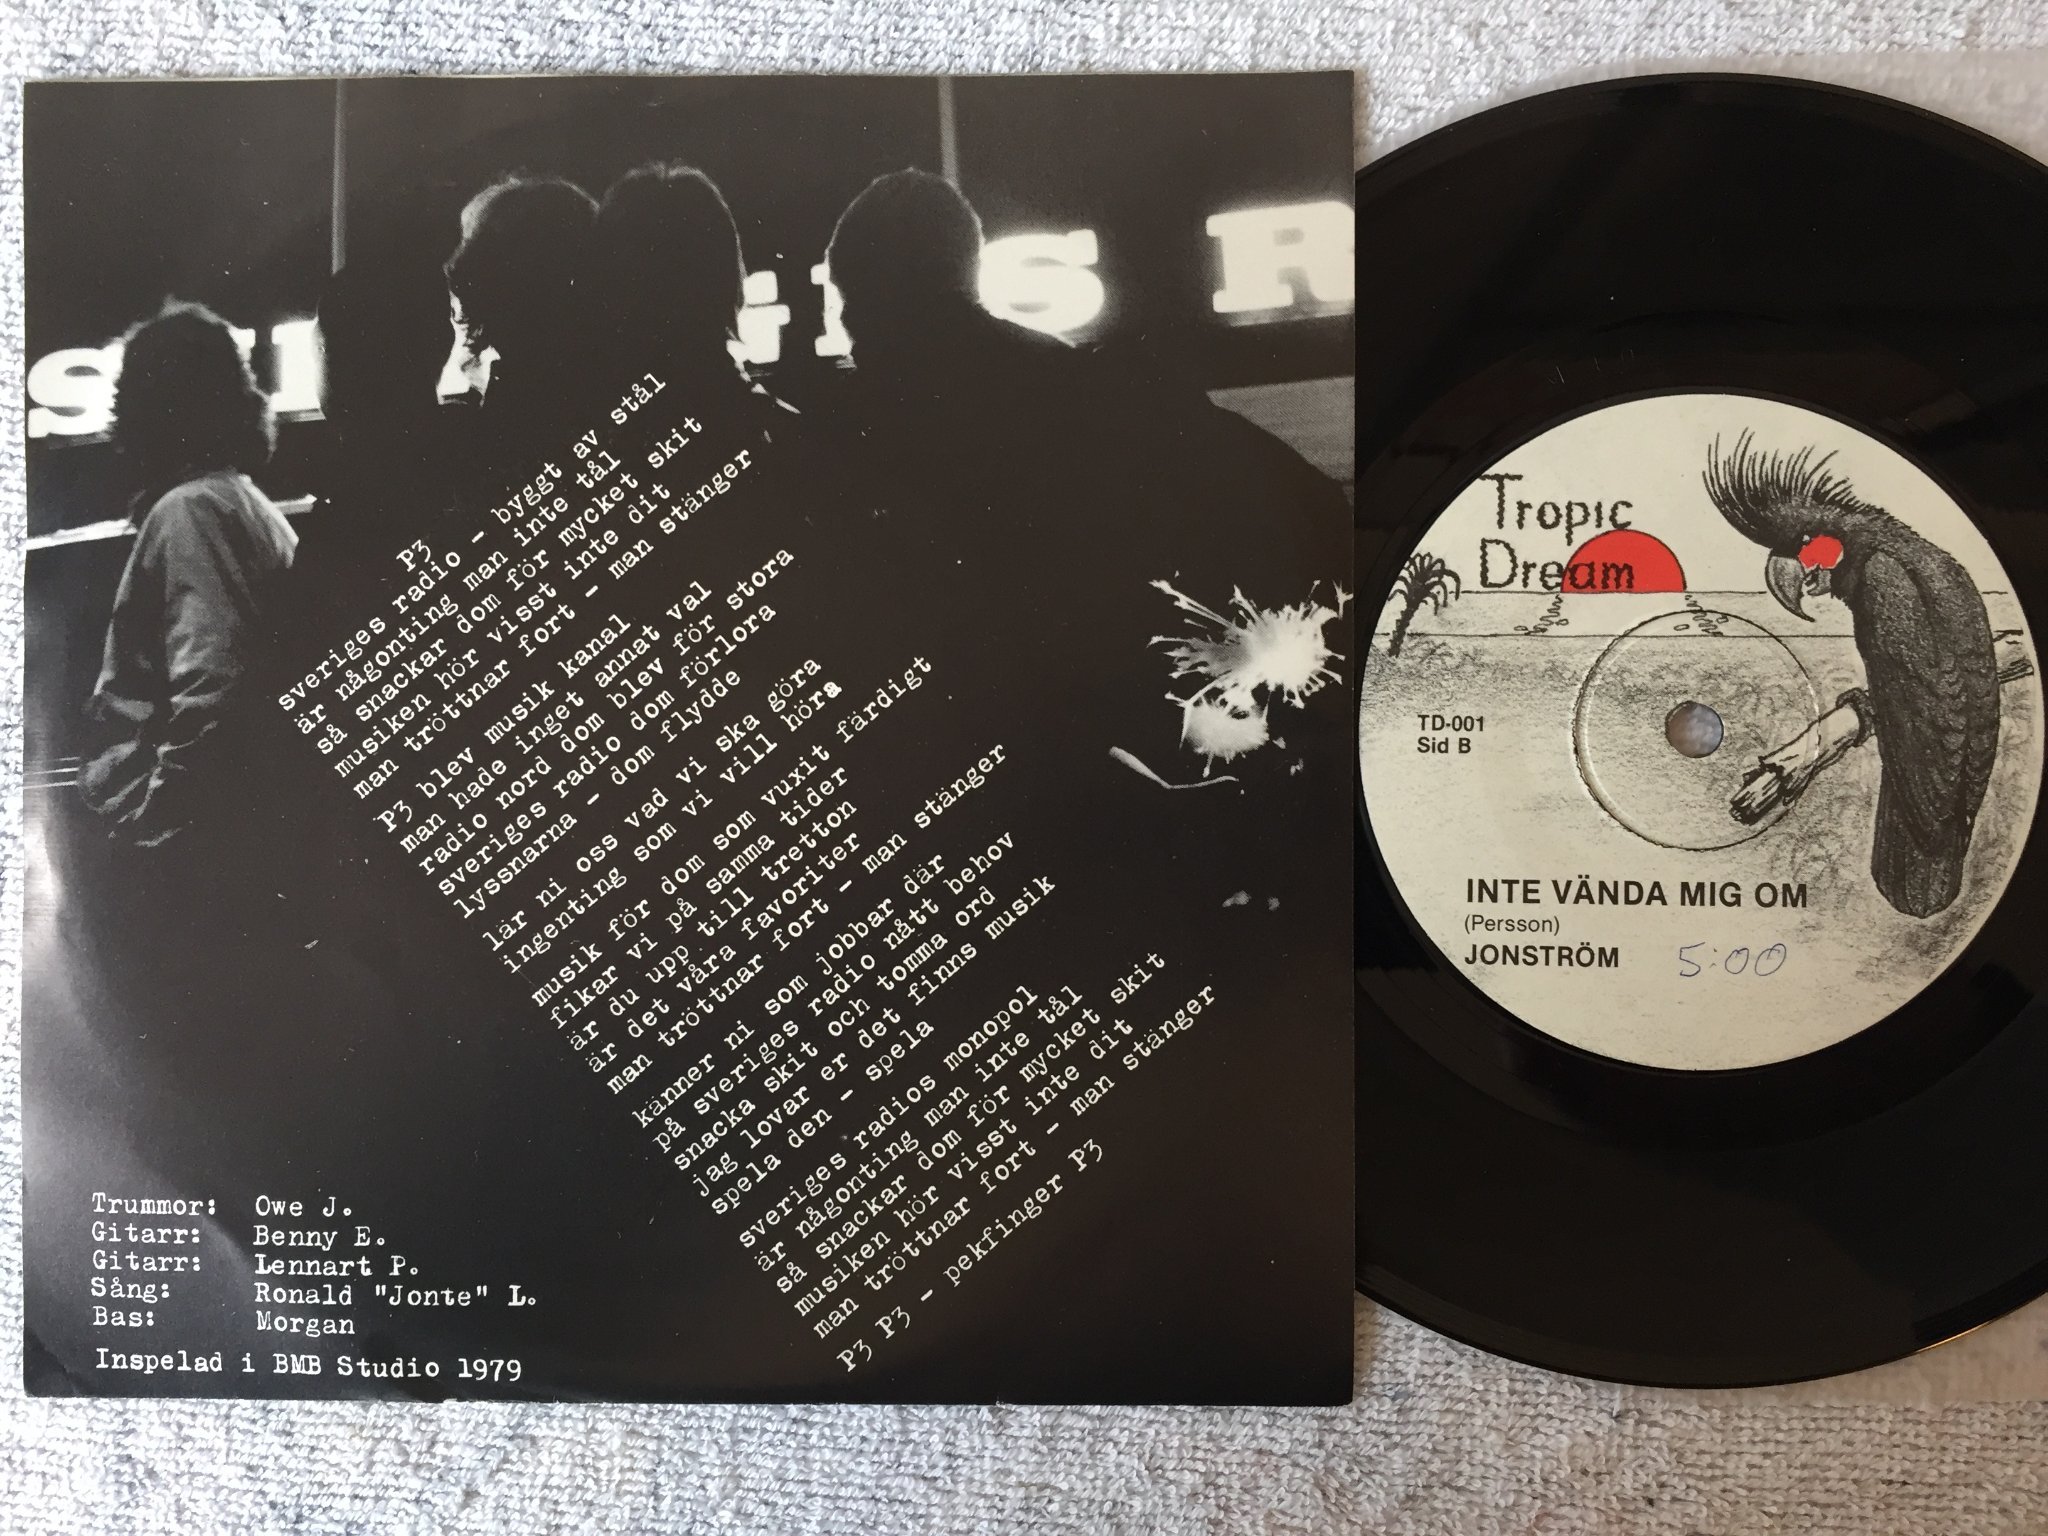 P3
sveriges radio - byggt av stål
är någonting man inte tål
så snackar dom för mycket skit
musiken hör visst inte dit
man tröttnar fort - man stänger
P3 blev musik kanal
man hade inget annat val
radio nord dom blev för stora
sveriges radio dom förlora
lyssnarna - dom flydde
lär ni oss vad vi ska göra
ingenting som vi vill höra
musik för dom som vuxit färdigt
fikar vi på samma tider
är du upp till tretton
är det våra favoriter
man tröttnar fort - man stänger
känner ni som jobbar där
på sveriges radio nått behov
snacka skit och tomma ord
jag lovar er det finns musik
spela den - spela
sveriges radios monopol
är någonting man inte tål
så snackar dom för mycket skit
musiken hör visst inte dit
man tröttnar fort - man stänger
P3 P3 - pekfinger P3
Trummor: Owe J.
Gitarr: Benny E.
Gitarr: Lennart P.
Sång: Ronald "Jonte" L.
Bas: Morgan
Inspelad i BMB Studio 1979
Tropic
Dream
TD-001
Sid B
INTE VÄNDA MIG OM
(Persson)
JONSTRÖM 5:00